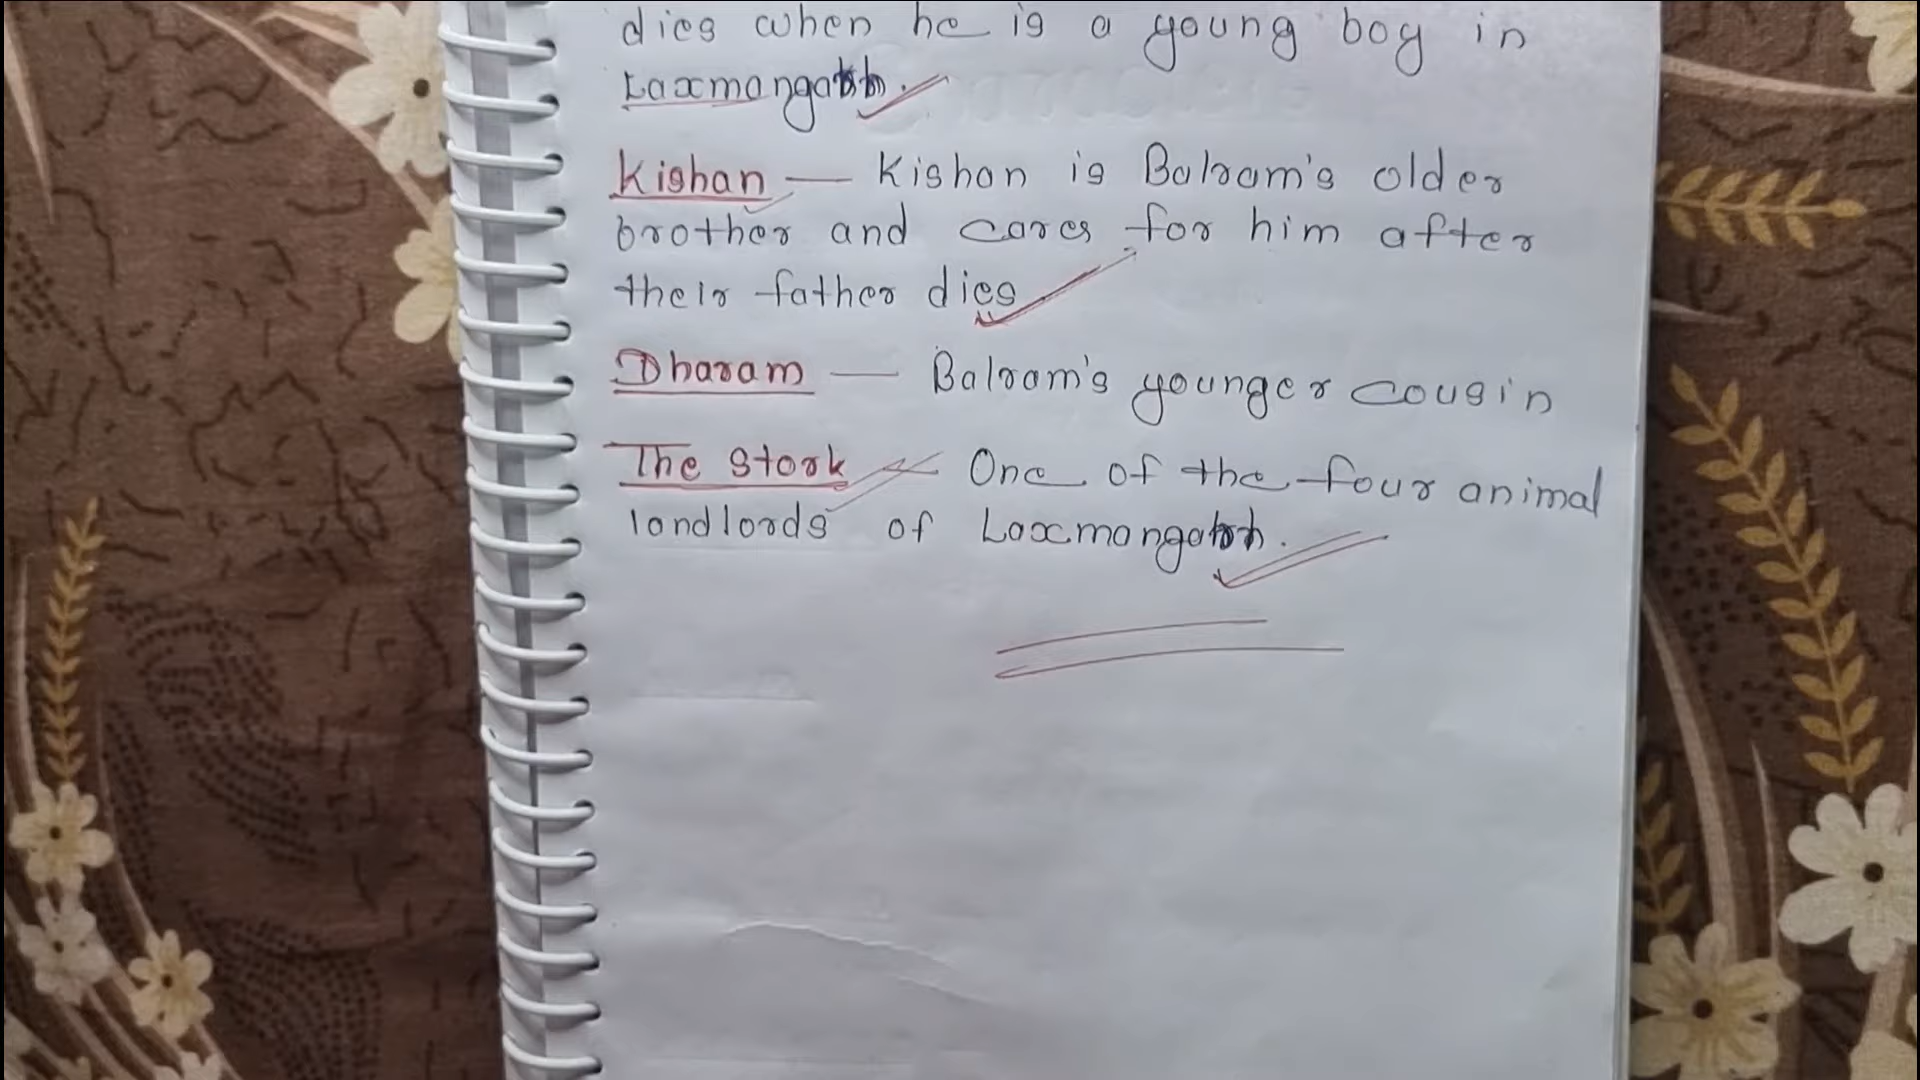 dies when he is a young boy in
Laxmangarh.
Kishan — Kishan is Balram's older
brother and cares for him after
their father dies.
Dharam — Balram's younger cousin
The Stork — One of the four animal
landlords of Laxmangarh.